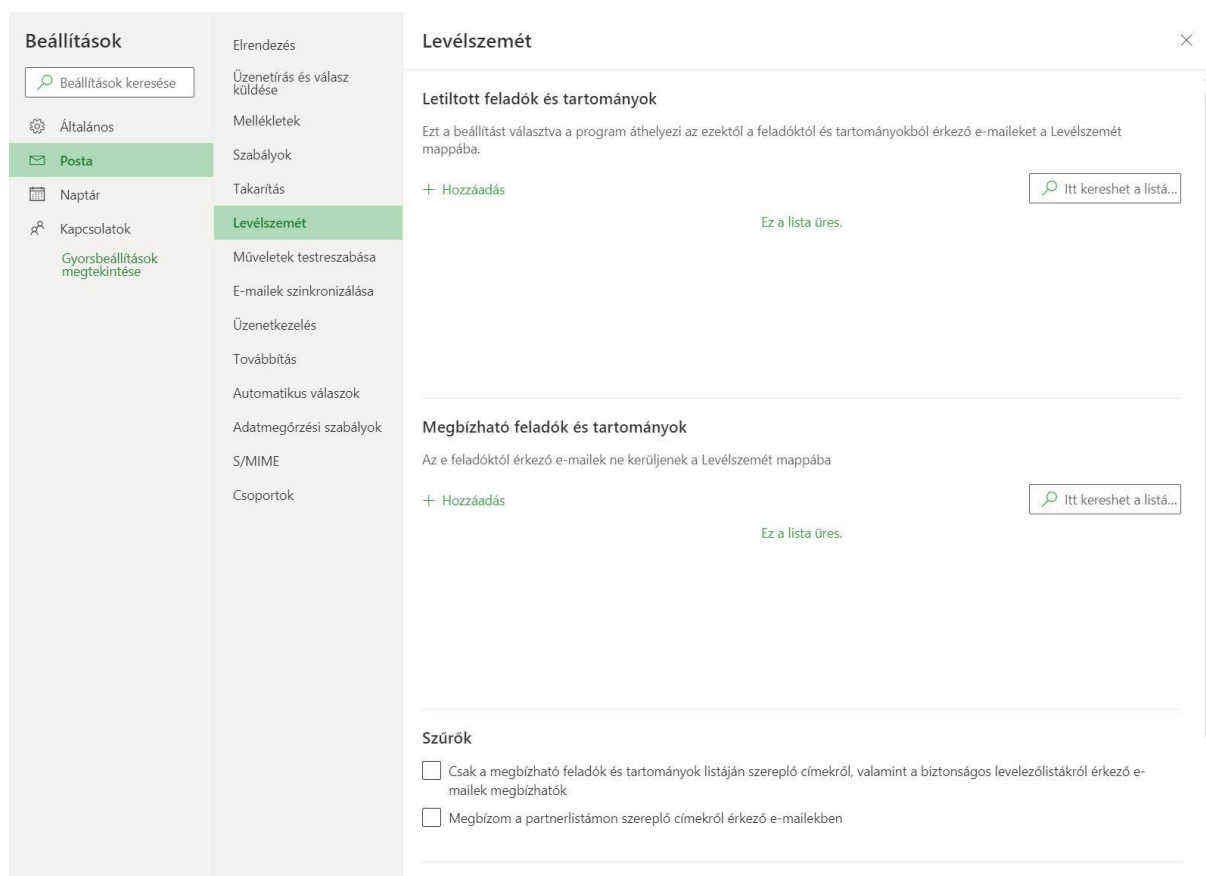 Beállítások
Beállítások keresése
Általános
Posta
Naptár
Kapcsolatok
Gyorsbeállítások
megtekintése
Elrendezés
Üzenetírás és válasz
küldése
Mellékletek
Szabályok
Takarítás
Levélszemét
Műveletek testreszabása
E-mailek szinkronizálása
Üzenetkezelés
Továbbítás
Automatikus válaszok
Adatmegőrzési szabályok
S/MIME
Csoportok
Levélszemét
Letiltott feladók és tartományok
Ezt a beállítást választva a program áthelyezi az ezektől a feladóktól és tartományokból érkező e-maileket a Levélszemét
mappába.
+ Hozzáadás
Itt kereshet a listá...
Ez a lista üres.
Megbízható feladók és tartományok
Az e feladóktól érkező e-mailek ne kerüljenek a Levélszemét mappába
+ Hozzáadás
Itt kereshet a listá...
Ez a lista üres.
Szűrők
Csak a megbízható feladók és tartományok listáján szereplő címekről, valamint a biztonságos levelezőlistákról érkező e-
mailek megbízhatók
Megbízom a partnerlistámon szereplő címekről érkező e-mailekben